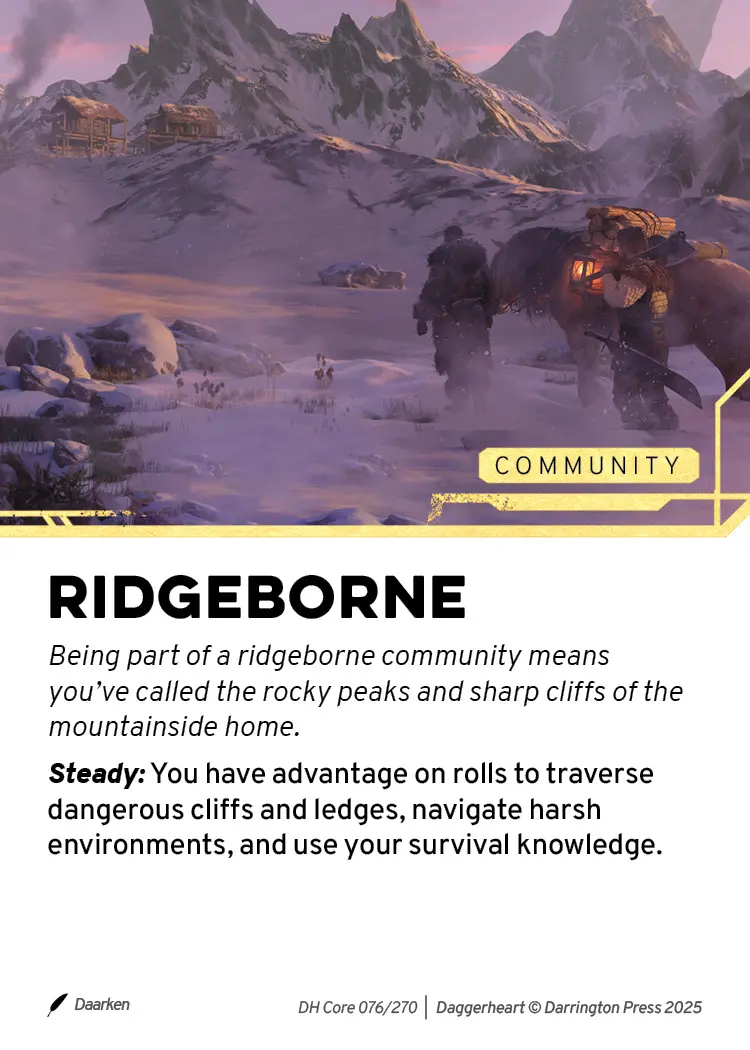 COMMUNITY
RIDGEBORNE
Being part of a ridgeborne community means
you’ve called the rocky peaks and sharp cliffs of the
mountainside home.
Steady: You have advantage on rolls to traverse
dangerous cliffs and ledges, navigate harsh
environments, and use your survival knowledge.
Daarken
DH Core 076/270 | Daggerheart © Darrington Press 2025